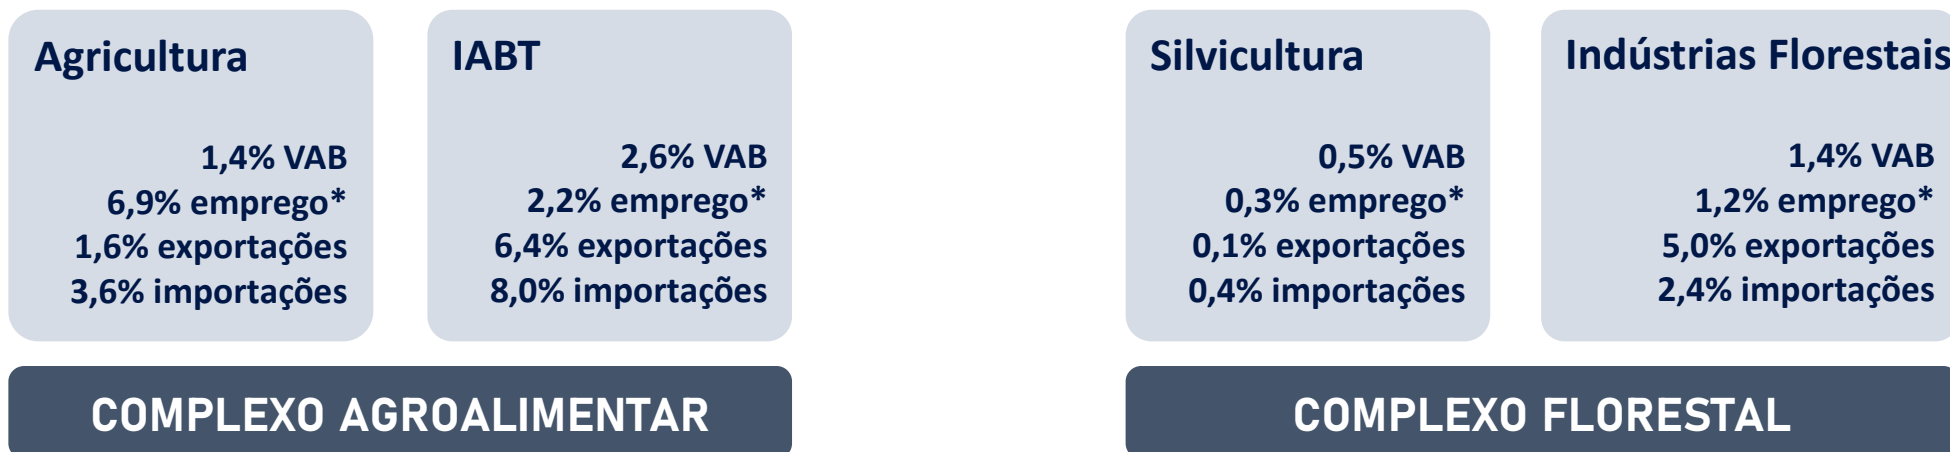 Agricultura
1,4% VAB
6,9% emprego*
1,6% exportações
3,6% importações
IABT
2,6% VAB
2,2% emprego*
6,4% exportações
8,0% importações
COMPLEXO AGROALIMENTAR
Silvicultura
0,5% VAB
0,3% emprego*
0,1% exportações
0,4% importações
Indústrias Florestais
1,4% VAB
1,2% emprego*
5,0% exportações
2,4% importações
COMPLEXO FLORESTAL